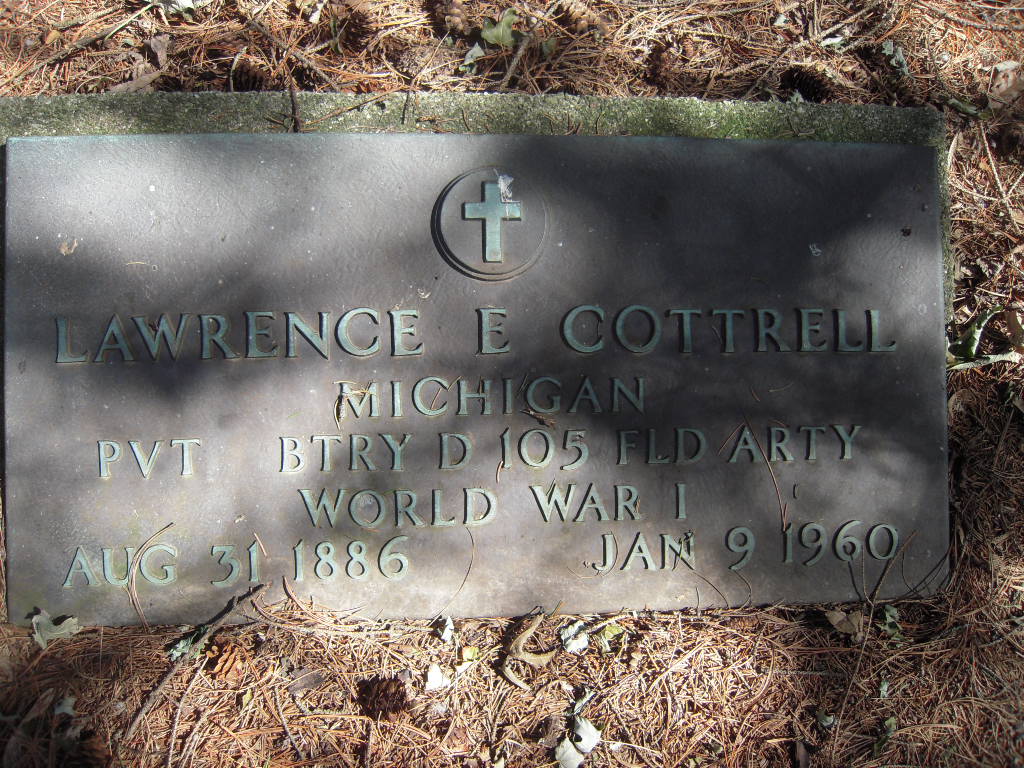 LAWRENCE E COTTRELL
MICHIGAN
PVT BTRY D 105 FLD ARTY
WORLD WAR I
AUG 31 1886 JAN 9 1960